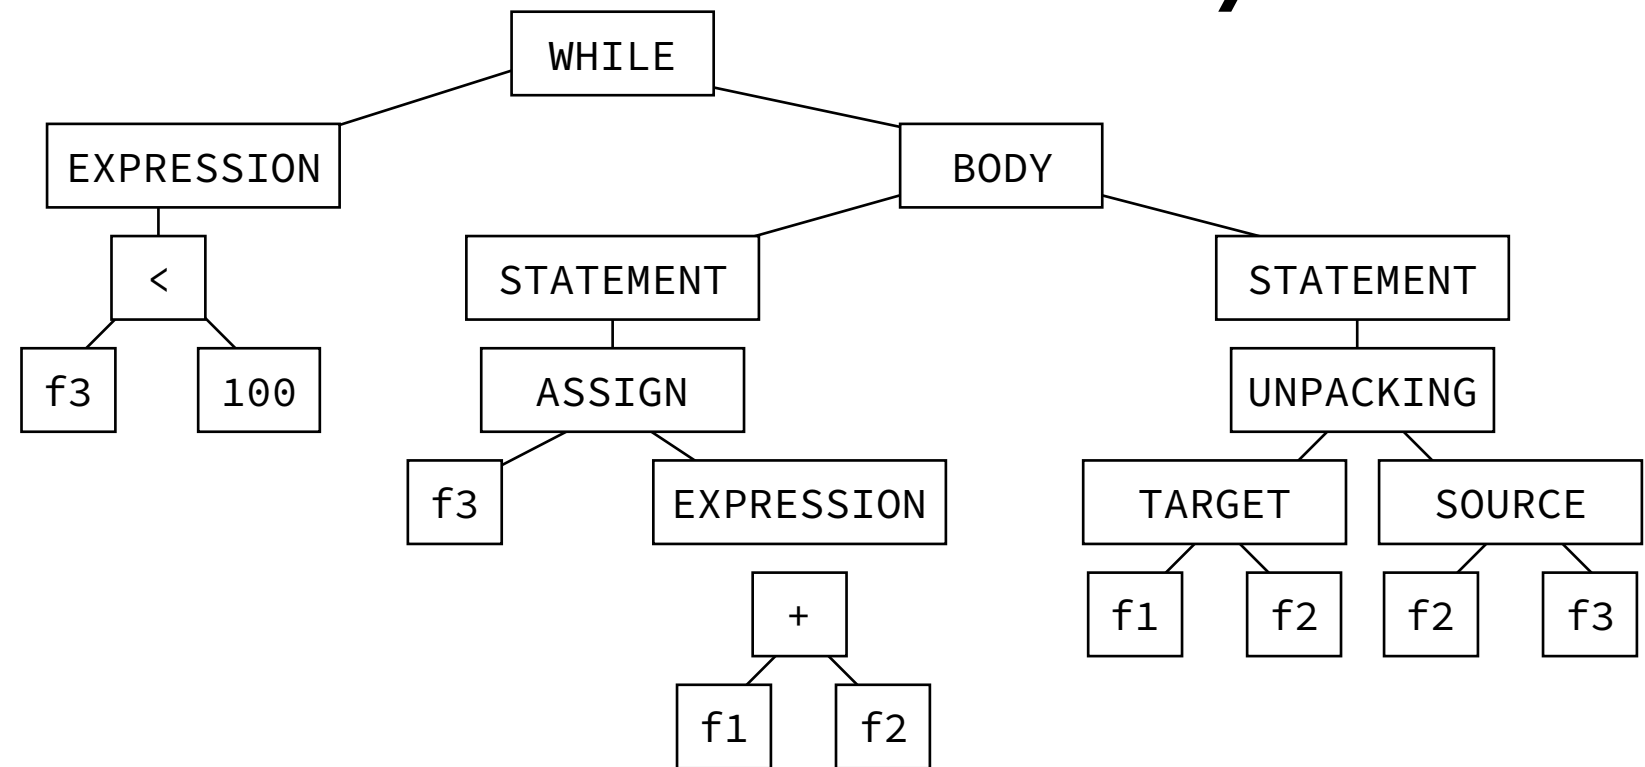 WHILE
EXPRESSION BODY
< STATEMENT STATEMENT
f3 100 ASSIGN UNPACKING
f3 EXPRESSION TARGET SOURCE
+ f1 f2 f2 f3
f1 f2